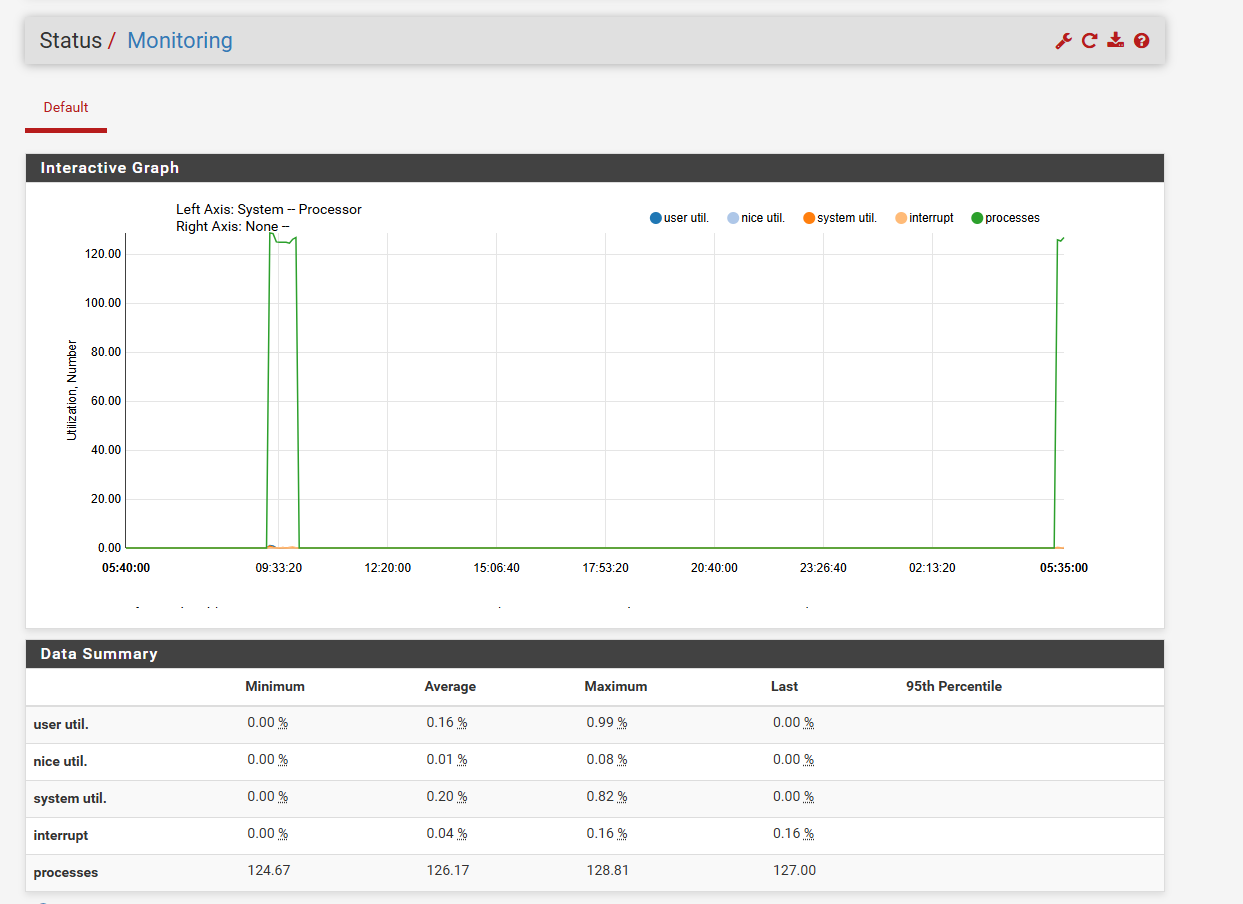 Status / Monitoring
Default
Interactive Graph
Left Axis: System -- Processor
Right Axis: None --
user util. nice util. system util. interrupt processes
120.00
100.00
80.00
60.00
40.00
20.00
0.00
Utilization, Number
05:40:00 09:33:20 12:20:00 15:06:40 17:53:20 20:40:00 23:26:40 02:13:20 05:35:00
Data Summary
Minimum Average Maximum Last 95th Percentile
user util. 0.00 % 0.16 % 0.99 % 0.00 %
nice util. 0.00 % 0.01 % 0.08 % 0.00 %
system util. 0.00 % 0.20 % 0.82 % 0.00 %
interrupt 0.00 % 0.04 % 0.16 % 0.16 %
processes 124.67 126.17 128.81 127.00